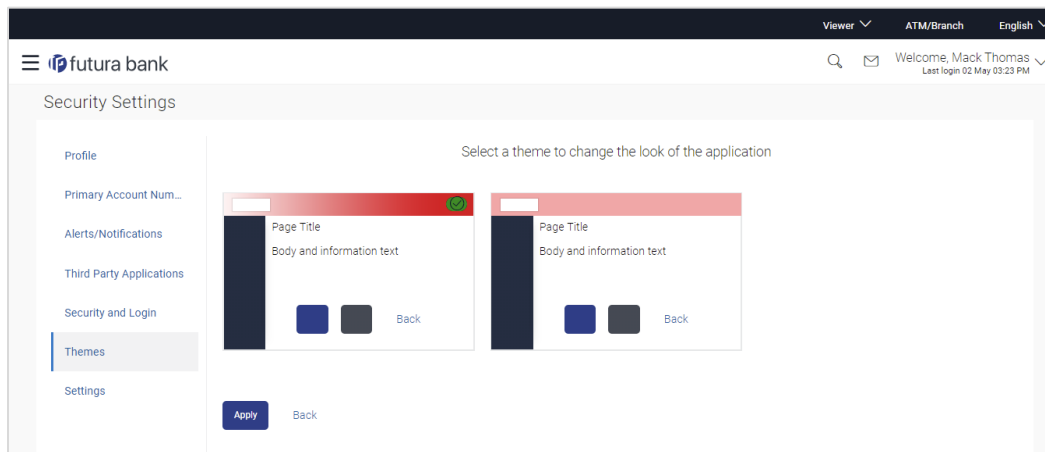 Viewer ATM/Branch English
futura bank
Welcome, Mack Thomas
Last login 02 May 03:23 PM
Security Settings
Profile
Primary Account Num...
Alerts/Notifications
Third Party Applications
Security and Login
Themes
Settings
Select a theme to change the look of the application
Page Title
Body and information text
Back
Page Title
Body and information text
Back
Apply Back